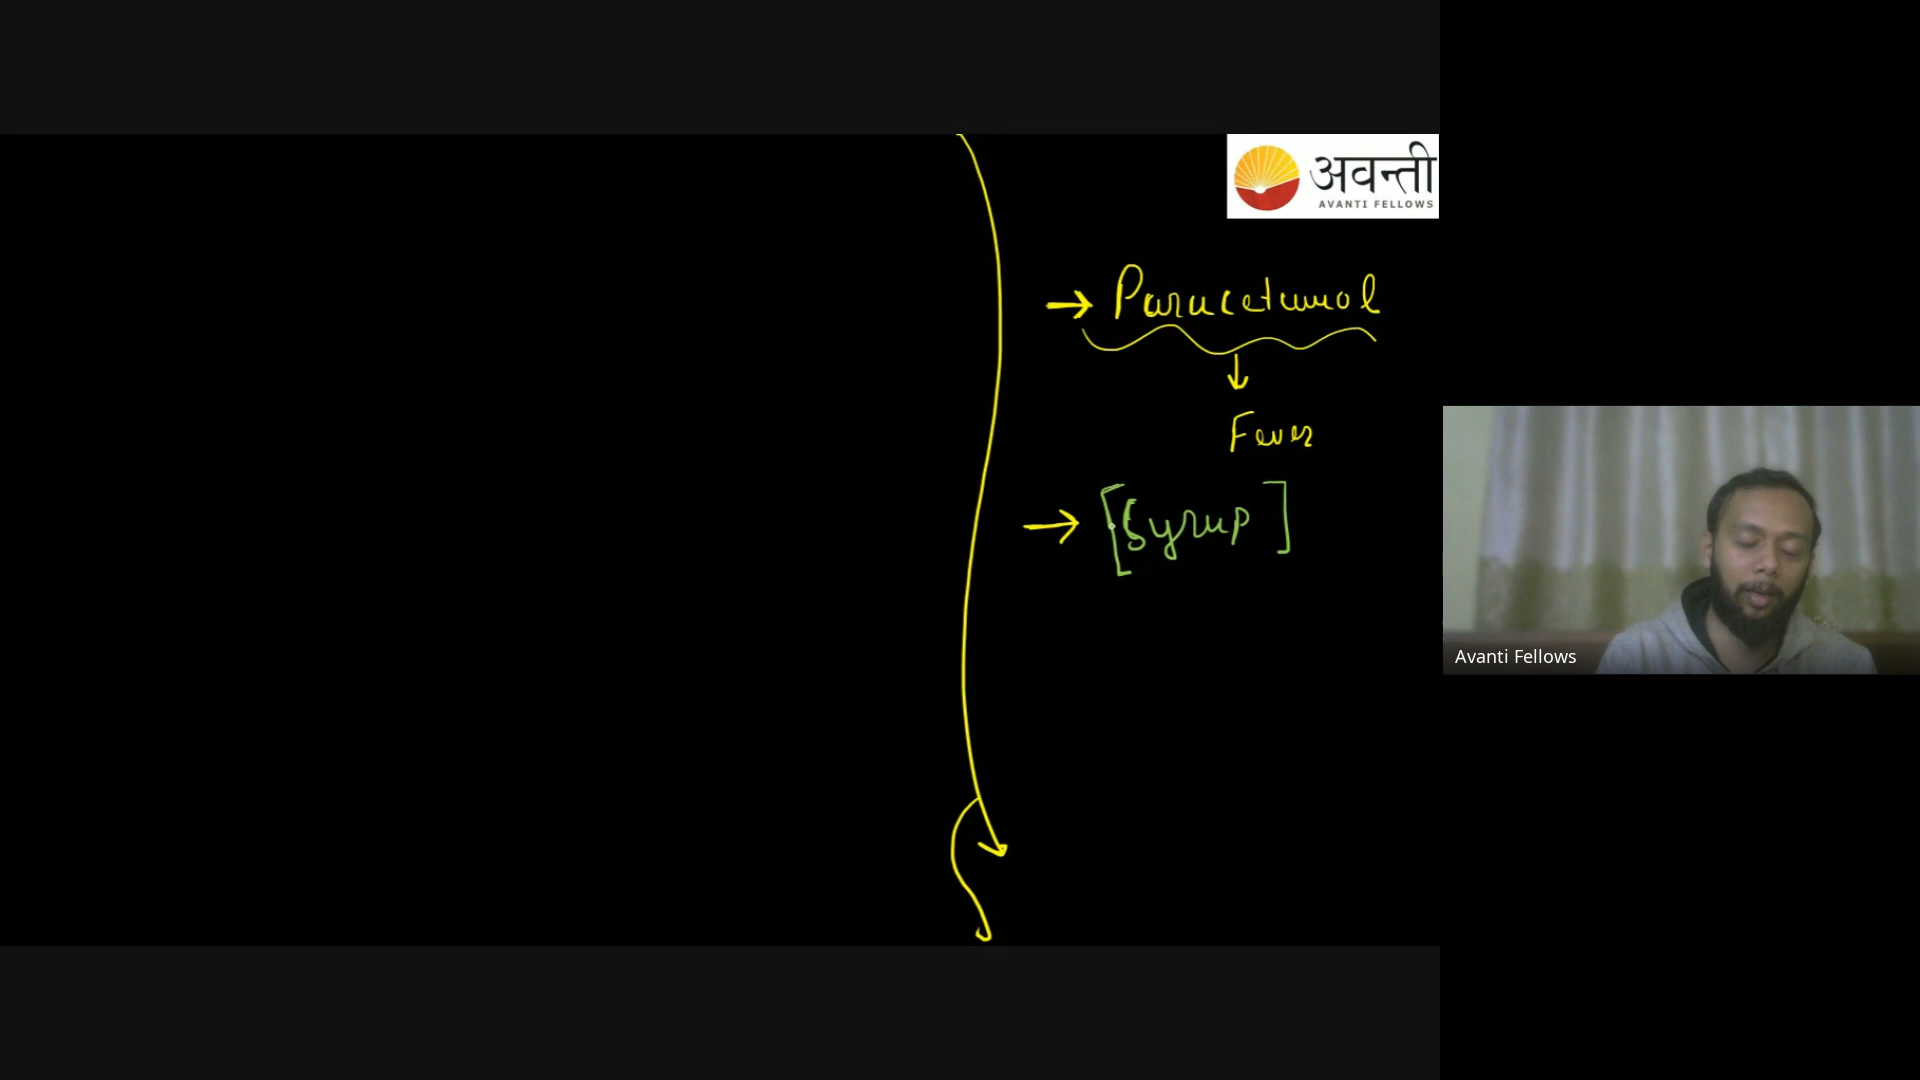 अवन्ती
AVANTI FELLOWS
→ Paracetamol
↓
Fever
→ [Syrup]
Avanti Fellows